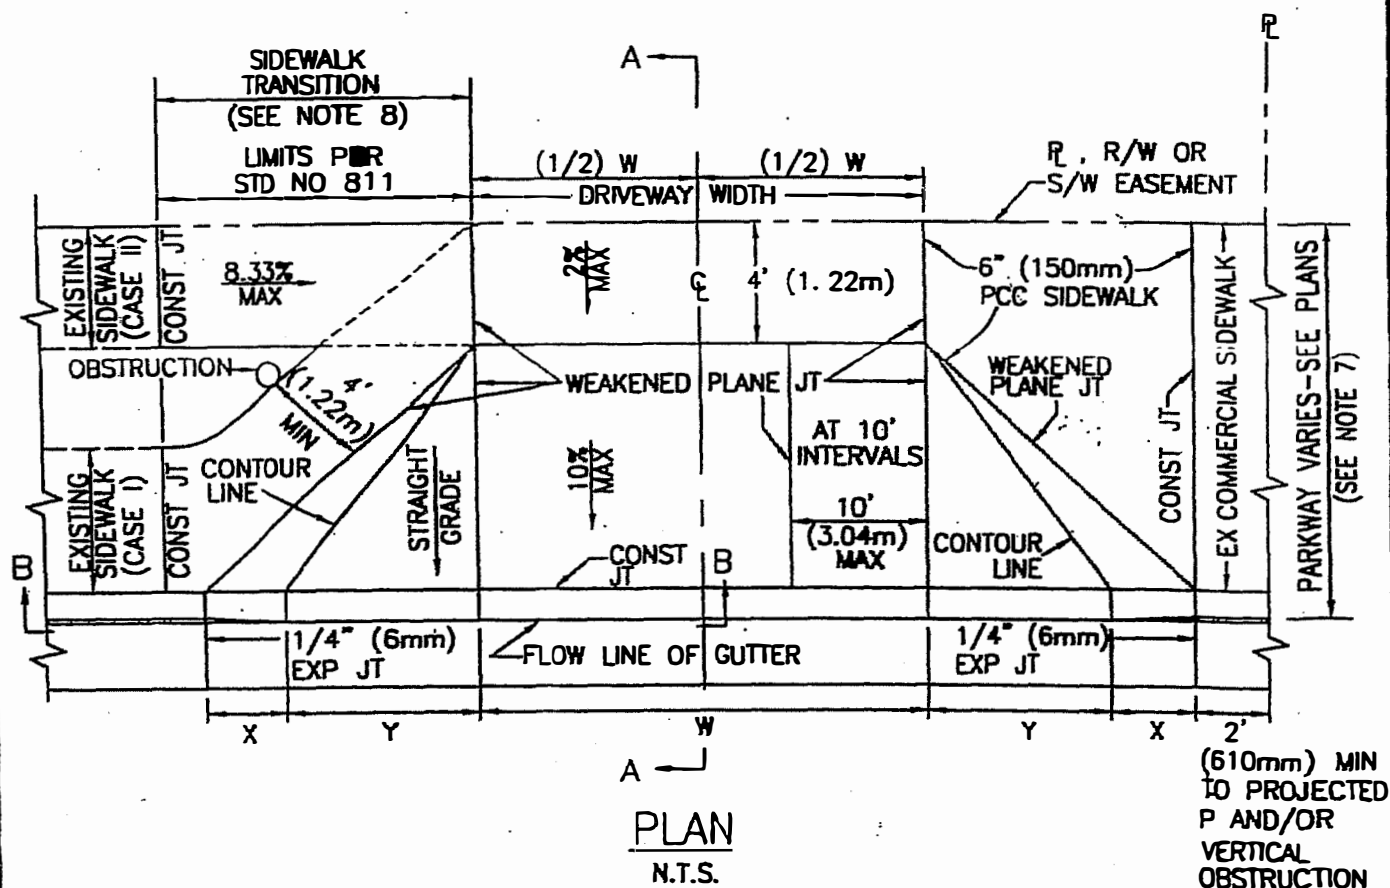 SIDEWALK
TRANSITION
(SEE NOTE 8)
LIMITS PER
STD NO 811
A
(1/2) W
(1/2) W
DRIVEWAY WIDTH
℄
P̲L̲, R/W OR
S/W EASEMENT
PL
EXISTING
SIDEWALK
(CASE II)
CONST JT
8.33%
MAX
2%
MAX
4' (1.22m)
6" (150mm)
PCC SIDEWALK
OBSTRUCTION
4'
(1.22m)
MIN
WEAKENED PLANE JT
WEAKENED
PLANE JT
CONST JT
EX COMMERCIAL SIDEWALK
PARKWAY VARIES-SEE PLANS
(SEE NOTE 7)
EXISTING
SIDEWALK
(CASE I)
CONST JT
CONTOUR
LINE
STRAIGHT
GRADE
10%
MAX
AT 10'
INTERVALS
10'
(3.04m)
MAX
CONTOUR
LINE
CONST
JT
B
B
1/4" (6mm)
EXP JT
FLOW LINE OF GUTTER
1/4" (6mm)
EXP JT
X
Y
W
Y
X
2'
(610mm) MIN
TO PROJECTED
P AND/OR
VERTICAL
OBSTRUCTION
A
PLAN
N.T.S.